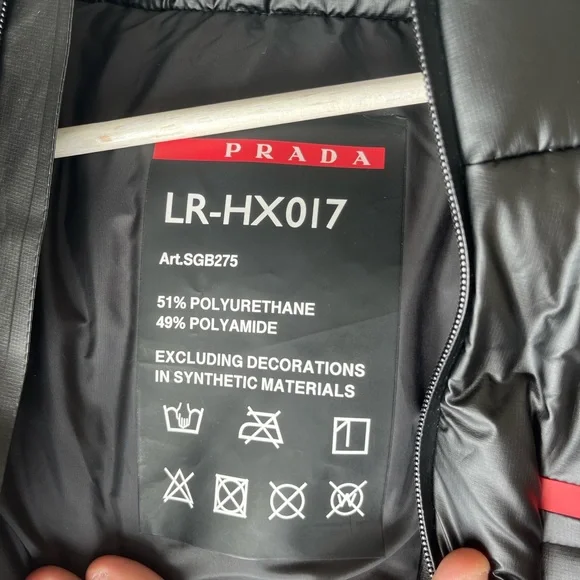 PRADA
LR-HX017
Art.SGB275
51% POLYURETHANE
49% POLYAMIDE
EXCLUDING DECORATIONS
IN SYNTHETIC MATERIALS
W